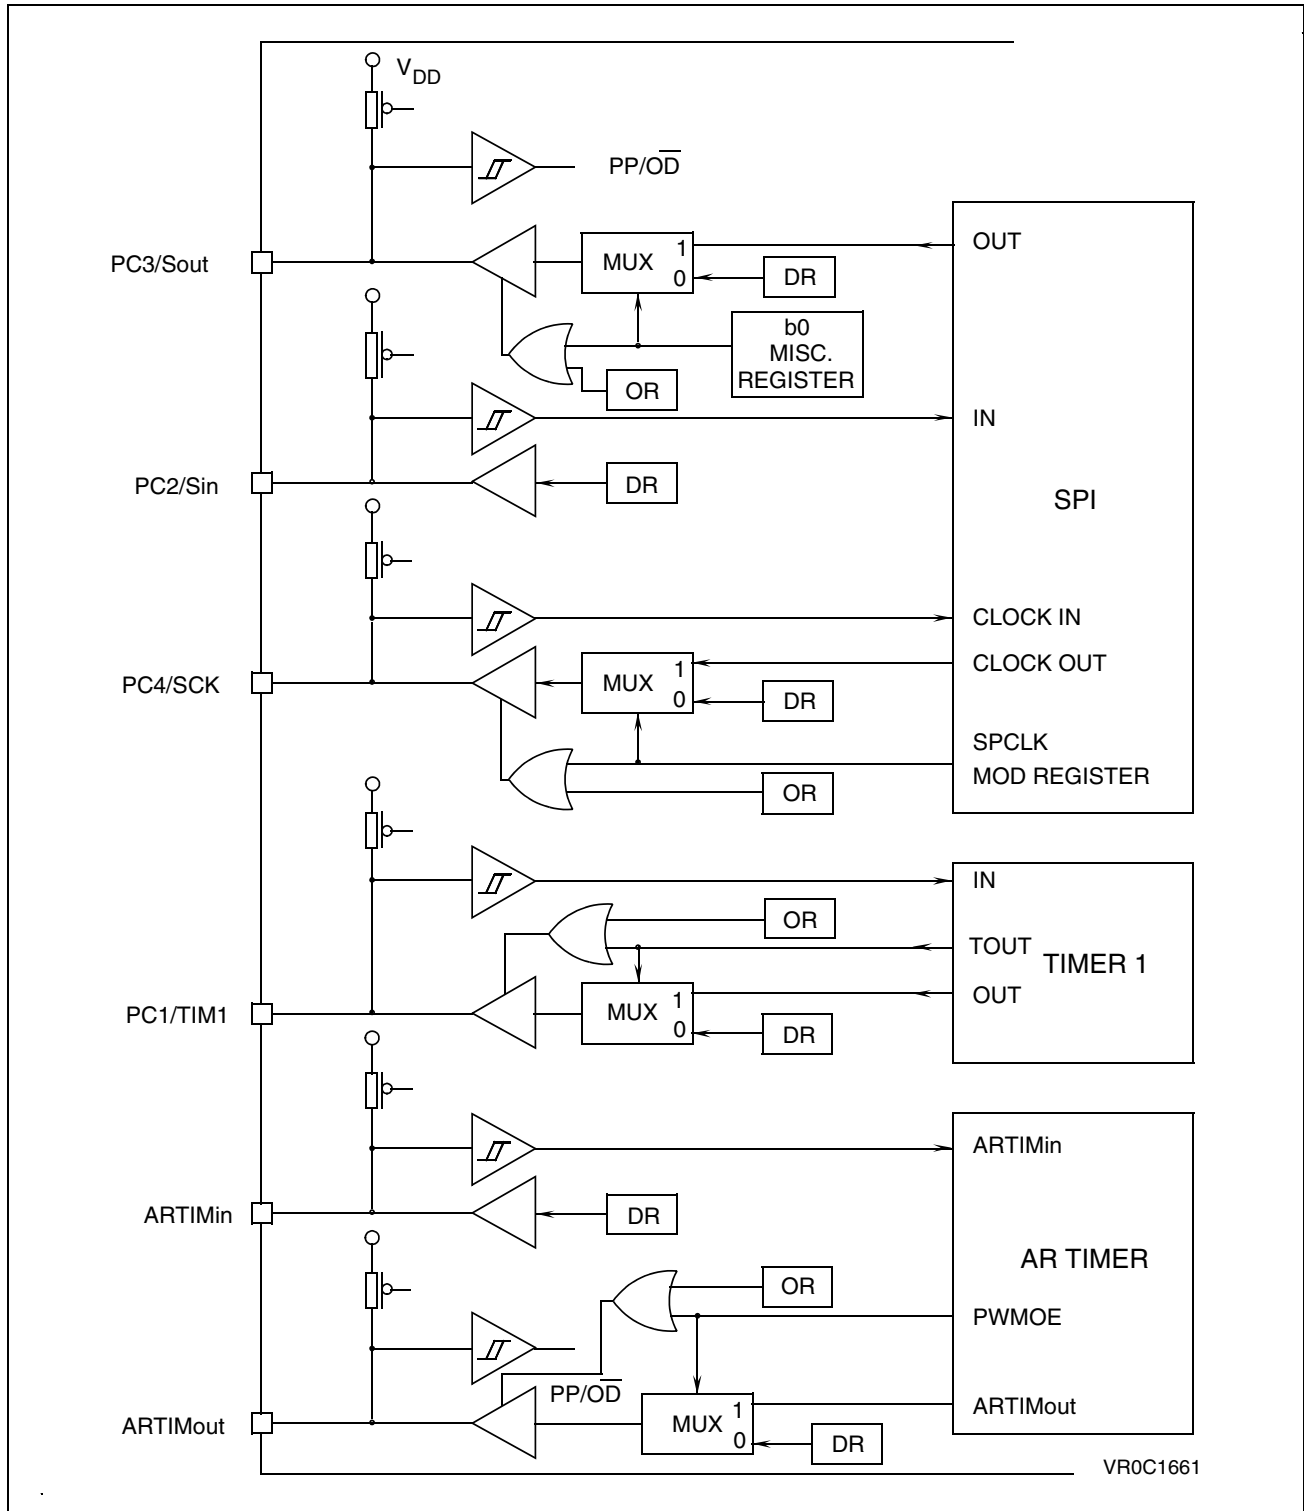 VDD
PP/OD
PC3/Sout
MUX
1
0
OUT
DR
b0
MISC.
REGISTER
OR
IN
PC2/Sin
DR
SPI
CLOCK IN
CLOCK OUT
PC4/SCK
MUX
1
0
DR
SPCLK
MOD REGISTER
OR
IN
OR
TOUT
TIMER 1
OUT
PC1/TIM1
MUX
1
0
DR
ARTIMin
ARTIMin
DR
AR TIMER
OR
PWMOE
PP/OD
ARTIMout
MUX
1
0
ARTIMout
DR
VR0C1661